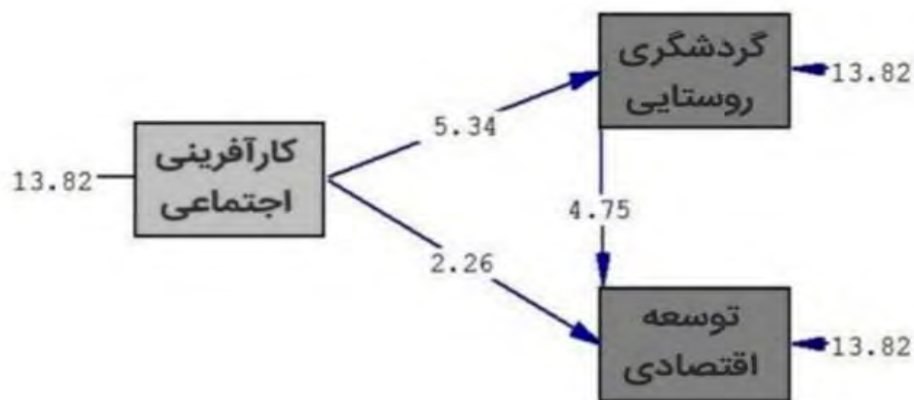 گردشگری
روستایی
13.82
5.34
کارآفرینی
اجتماعی
13.82
4.75
2.26
توسعه
اقتصادی
13.82